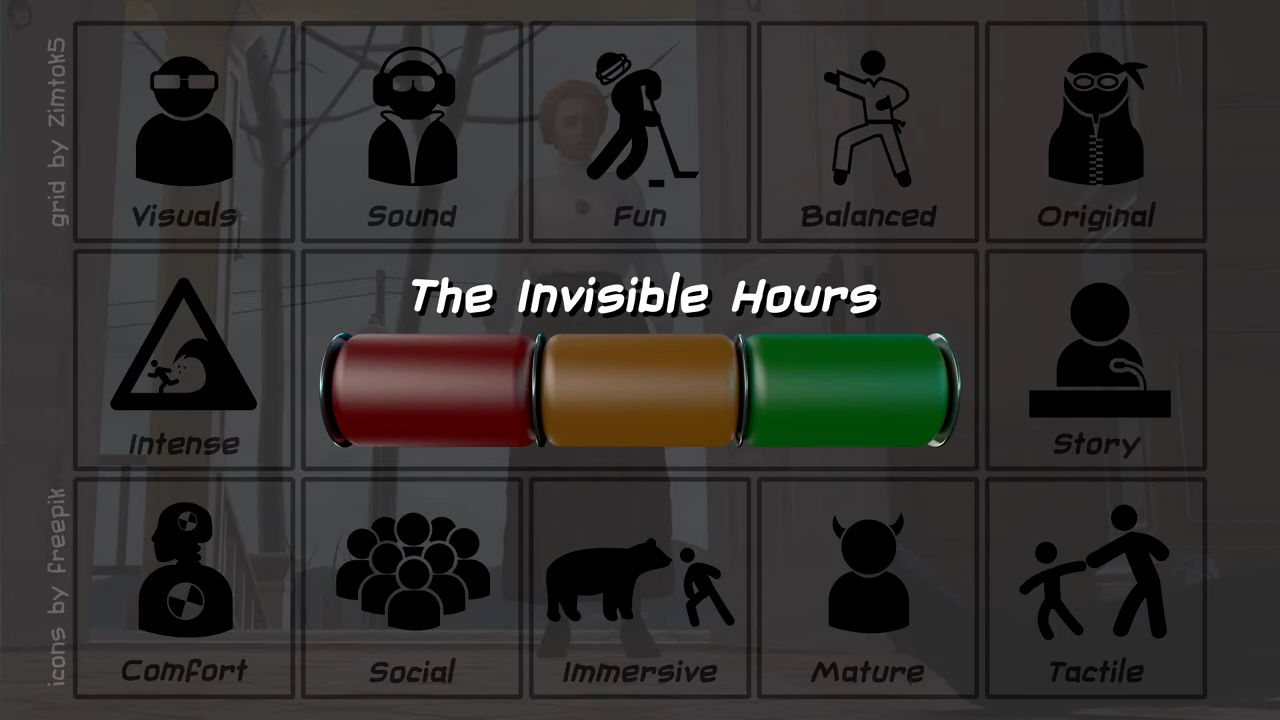 grid by Zimtok5
Visuals
Sound
Fun
Balanced
Original
The Invisible Hours
Intense
Story
icons by freepik
Comfort
Social
Immersive
Mature
Tactile